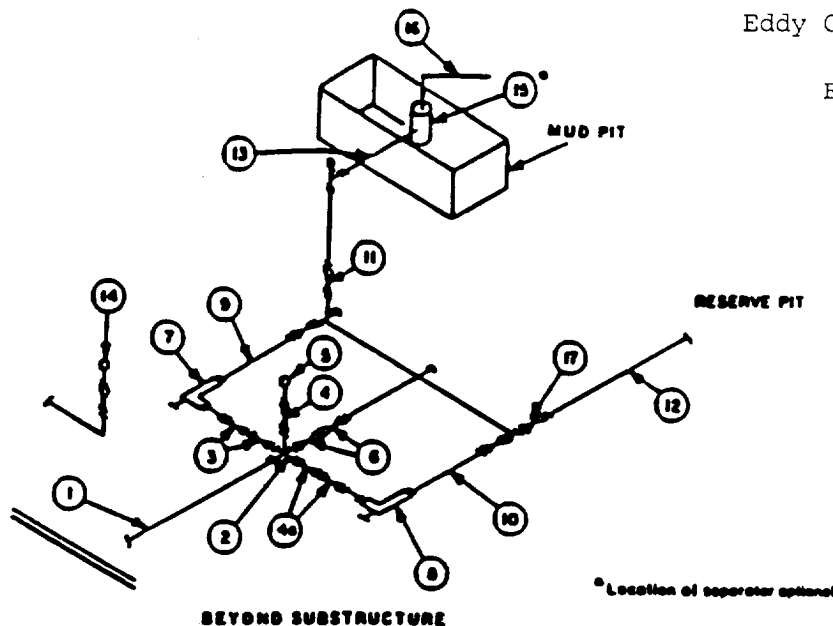 Eddy C
16
15*
E
MUD PIT
13
11
14
9
RESERVE PIT
7
5
17
4
12
3
6
1
2
4a
8
10
* Location of separator optional
BEYOND SUBSTRUCTURE